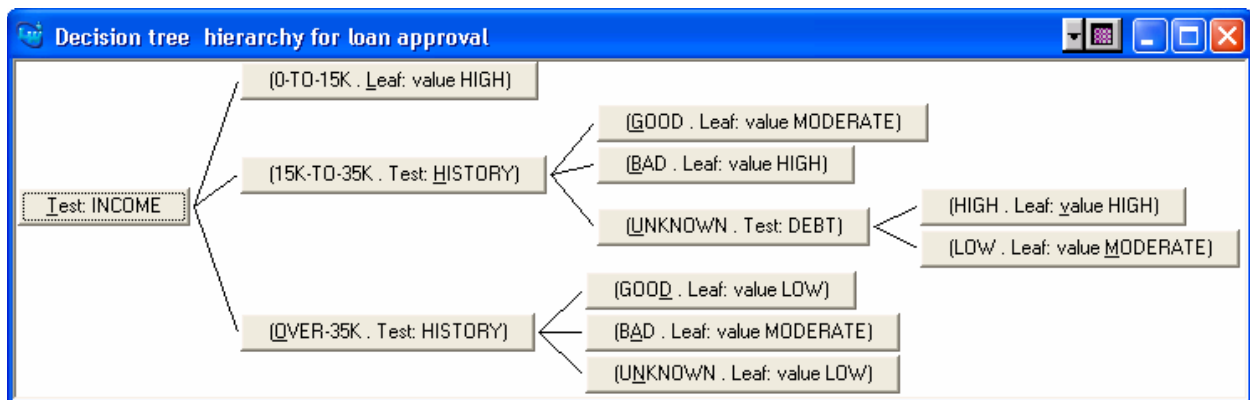 Decision tree hierarchy for loan approval
(0-TO-15K . Leaf: value HIGH)
(GOOD . Leaf: value MODERATE)
(15K-TO-35K . Test: HISTORY)
(BAD . Leaf: value HIGH)
Test: INCOME
(HIGH . Leaf: value HIGH)
(UNKNOWN . Test: DEBT)
(LOW . Leaf: value MODERATE)
(GOOD . Leaf: value LOW)
(OVER-35K . Test: HISTORY)
(BAD . Leaf: value MODERATE)
(UNKNOWN . Leaf: value LOW)